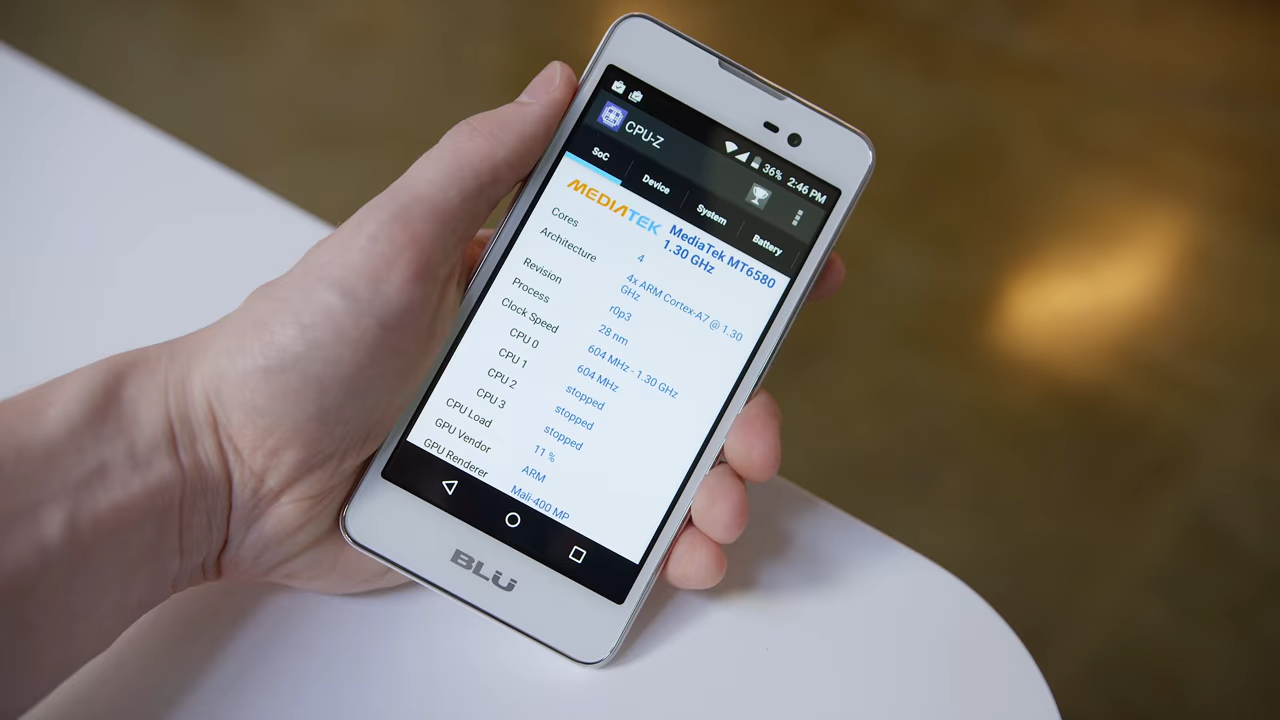 36% 2:46 PM
CPU-Z
SoC Device System Battery
MEDIATEK
MediaTek MT6580
1.30 GHz
Cores 4
Architecture 4x ARM Cortex-A7 @ 1.30
GHz
Revision r0p3
Process 28 nm
Clock Speed 604 MHz - 1.30 GHz
CPU 0 604 MHz
CPU 1 stopped
CPU 2 stopped
CPU 3 stopped
CPU Load 11 %
GPU Vendor ARM
GPU Renderer Mali-400 MP
BLU